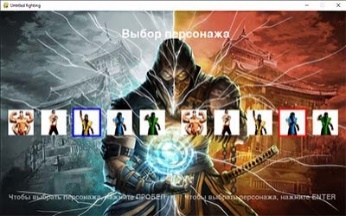 Untitled fighting
Выбор персонажа
Чтобы выбрать персонажа, нажмите ПРОБЕЛ
Чтобы выбрать персонажа, нажмите ENTER